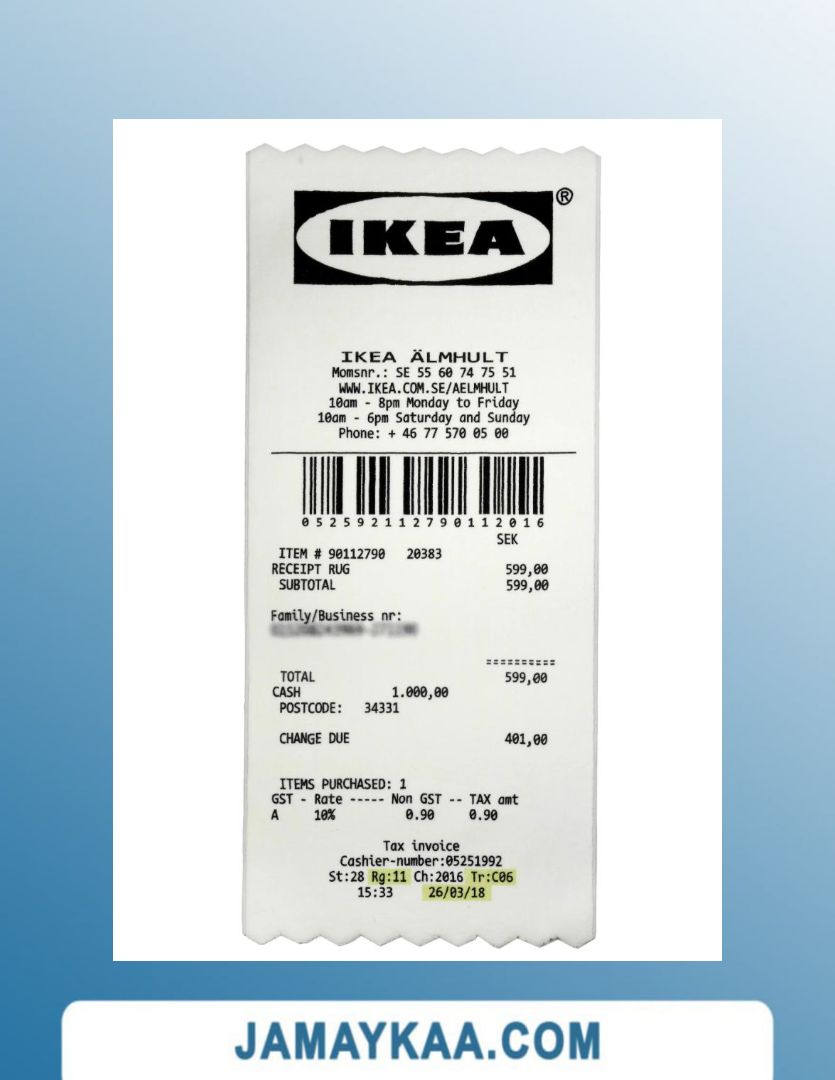 IKEA®
IKEA ÄLMHULT
Momsnr.: SE 55 60 74 75 51
WWW.IKEA.COM.SE/AELMHULT
10am - 8pm Monday to Friday
10am - 6pm Saturday and Sunday
Phone: + 46 77 570 05 00
052592112790112016
SEK
ITEM # 90112790 20383
RECEIPT RUG 599,00
SUBTOTAL 599,00
Family/Business nr:
==========
TOTAL 599,00
CASH 1.000,00
POSTCODE: 34331
CHANGE DUE 401,00
ITEMS PURCHASED: 1
GST - Rate ----- Non GST -- TAX amt
A 10% 0.90 0.90
Tax invoice
Cashier-number:05251992
St:28 Rg:11 Ch:2016 Tr:C06
15:33 26/03/18
JAMAYKAA.COM